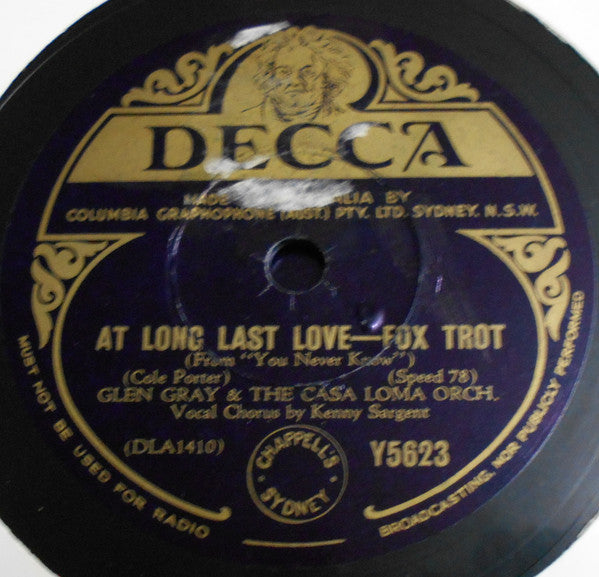 DECCA
MADE LIA BY
COLUMBIA GRAPHOPHONE (AUST.) PTY. LTD. SYDNEY. N.S.W.
AT LONG LAST LOVE—FOX TROT
(From "You Never Know")
(Cole Porter) (Speed 78)
GLEN GRAY & THE CASA LOMA ORCH.
Vocal Chorus by Kenny Sargent
(DLA1410)
CHAPPELL'S
SYDNEY
Y5623
MUST NOT BE USED FOR RADIO
BROADCASTING, NOR PUBLICLY PERFORMED